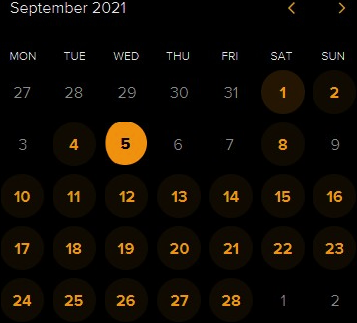 September 2021
MON TUE WED THU FRI SAT SUN
27 28 29 30 31 1 2
3 4 5 6 7 8 9
10 11 12 13 14 15 16
17 18 19 20 21 22 23
24 25 26 27 28 1 2